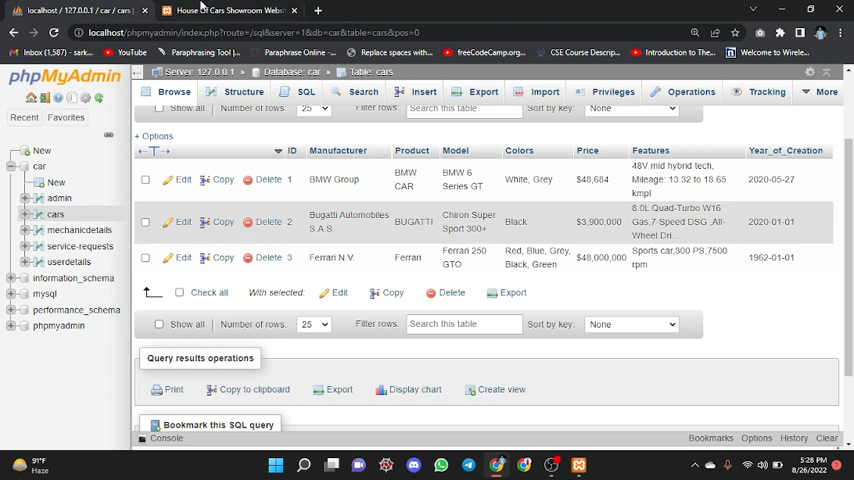 localhost / 127.0.0.1 / car / cars |
House Of Cars Showroom Websi
localhost/phpmyadmin/index.php?route=/sql&server=1&db=car&table=cars&pos=0
Inbox (1,587) - sark...
YouTube
Paraphrasing Tool |...
Paraphrase Online
Replace spaces with...
freeCodeCamp.org...
CSE Course Descrip...
Introduction to The...
Welcome to Wirele...
phpMyAdmin
Recent
Favorites
New
car
New
admin
cars
mechanicdetails
service-requests
userdetails
information_schema
mysql
performance_schema
phpmyadmin
Server: 127.0.0.1 » Database: car » Table: cars
Browse Structure SQL Search Insert Export Import Privileges Operations Tracking More
Show all Number of rows: 25 Filter rows: Search this table Sort by key: None
+ Options
ID Manufacturer Product Model Colors Price Features Year_of_Creation
Edit Copy Delete 1 BMW Group BMW CAR BMW 6 Series GT White, Grey $48,684 48V mid hybrid tech, Mileage: 13.32 to 18.65 kmpl 2020-05-27
Edit Copy Delete 2 Bugatti Automobiles S.A.S. BUGATTI Chiron Super Sport 300+ Black $3,900,000 8.0L Quad-Turbo W16 Gas,7-Speed DSG ,All-Wheel Dri... 2020-01-01
Edit Copy Delete 3 Ferrari N.V. Ferrari Ferrari 250 GTO Red, Blue, Grey, Black, Green $48,000,000 Sports car,300 PS,7500 rpm 1962-01-01
Check all With selected: Edit Copy Delete Export
Show all Number of rows: 25 Filter rows: Search this table Sort by key: None
Query results operations
Print Copy to clipboard Export Display chart Create view
Bookmark this SQL query
Console Bookmarks Options History Clear
91°F
Haze
5:28 PM
8/26/2022